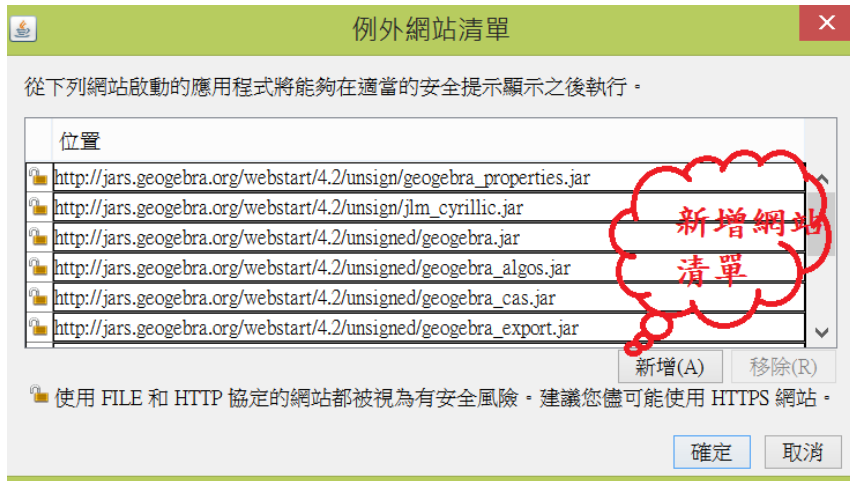 例外網站清單
從下列網站啟動的應用程式將能夠在適當的安全提示顯示之後執行。
位置
http://jars.geogebra.org/webstart/4.2/unsign/geogebra_properties.jar
http://jars.geogebra.org/webstart/4.2/unsign/jlm_cyrillic.jar
http://jars.geogebra.org/webstart/4.2/unsigned/geogebra.jar
http://jars.geogebra.org/webstart/4.2/unsigned/geogebra_algos.jar
http://jars.geogebra.org/webstart/4.2/unsigned/geogebra_cas.jar
http://jars.geogebra.org/webstart/4.2/unsigned/geogebra_export.jar
新增網站
清單
新增(A) 移除(R)
使用 FILE 和 HTTP 協定的網站都被視為有安全風險。建議您儘可能使用 HTTPS 網站。
確定 取消